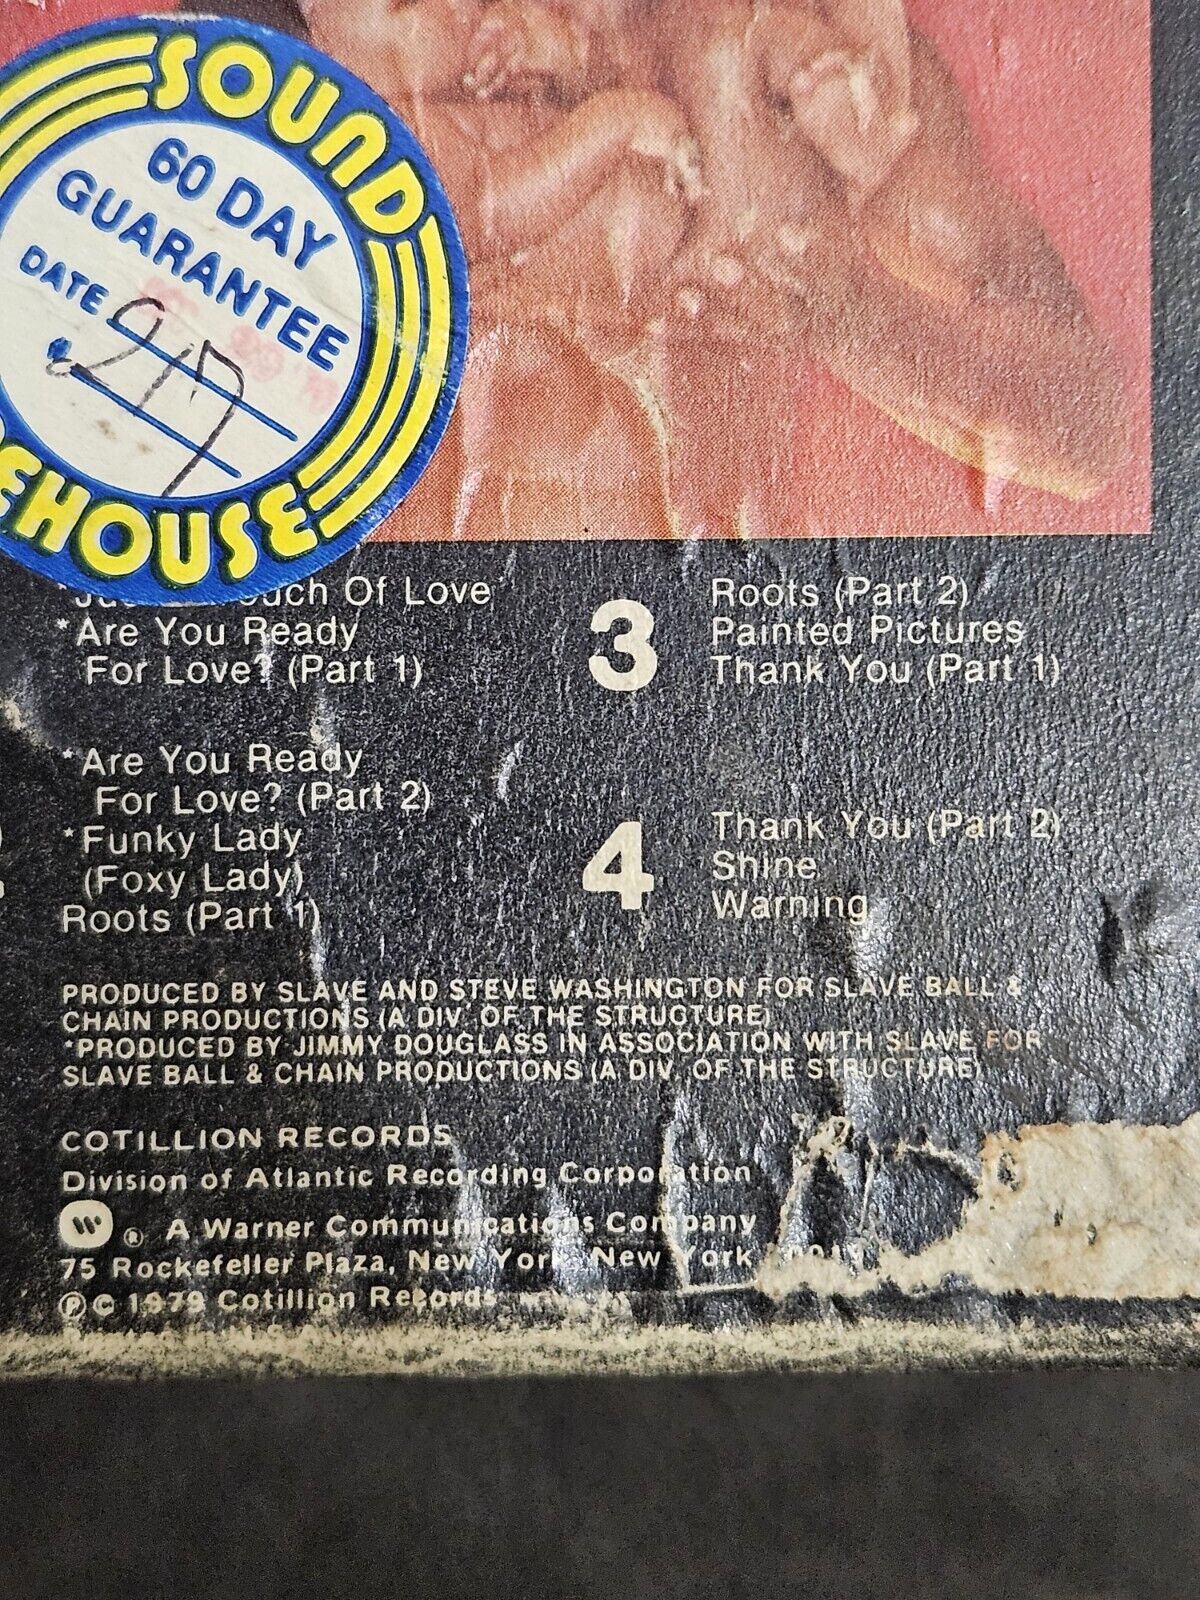 SOUND
60 DAY
GUARANTEE
DATE
EHOUSE
Of Love
*Are You Ready
For Love? (Part 1)
*Are You Ready
For Love? (Part 2)
*Funky Lady
(Foxy Lady)
Roots (Part 1)
3
Roots (Part 2)
Painted Pictures
Thank You (Part 1)
4
Thank You (Part 2)
Shine
Warning
PRODUCED BY SLAVE AND STEVE WASHINGTON FOR SLAVE BALL &
CHAIN PRODUCTIONS (A DIV. OF THE STRUCTURE)
*PRODUCED BY JIMMY DOUGLASS IN ASSOCIATION WITH SLAVE FOR
SLAVE BALL & CHAIN PRODUCTIONS (A DIV. OF THE STRUCTURE)
COTILLION RECORDS
Division of Atlantic Recording Corporation
® A Warner Communications Company
75 Rockefeller Plaza, New York, New York
℗ © 1979 Cotillion Records